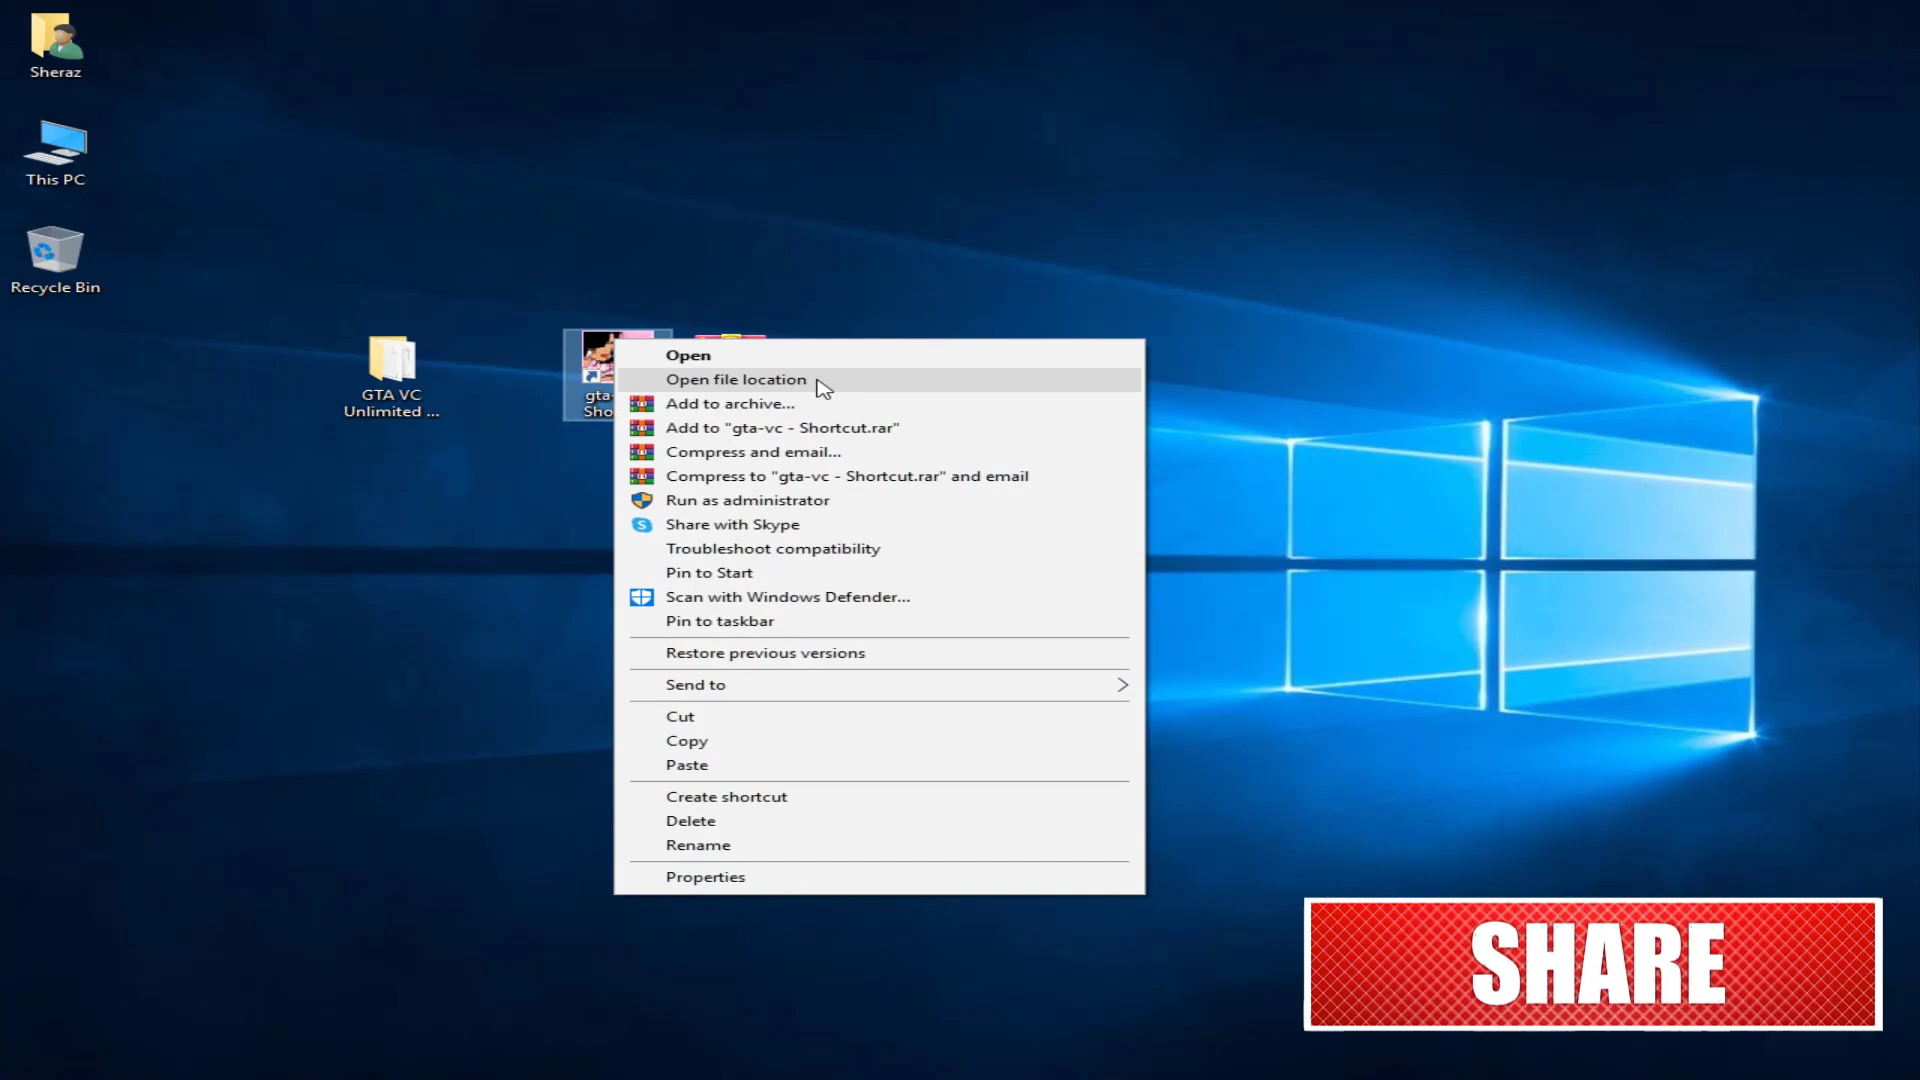 Sheraz
This PC
Recycle Bin
GTA VC
Unlimited ...
gta-
Sho
Open
Open file location
Add to archive...
Add to "gta-vc - Shortcut.rar"
Compress and email...
Compress to "gta-vc - Shortcut.rar" and email
Run as administrator
Share with Skype
Troubleshoot compatibility
Pin to Start
Scan with Windows Defender...
Pin to taskbar
Restore previous versions
Send to
Cut
Copy
Paste
Create shortcut
Delete
Rename
Properties
SHARE